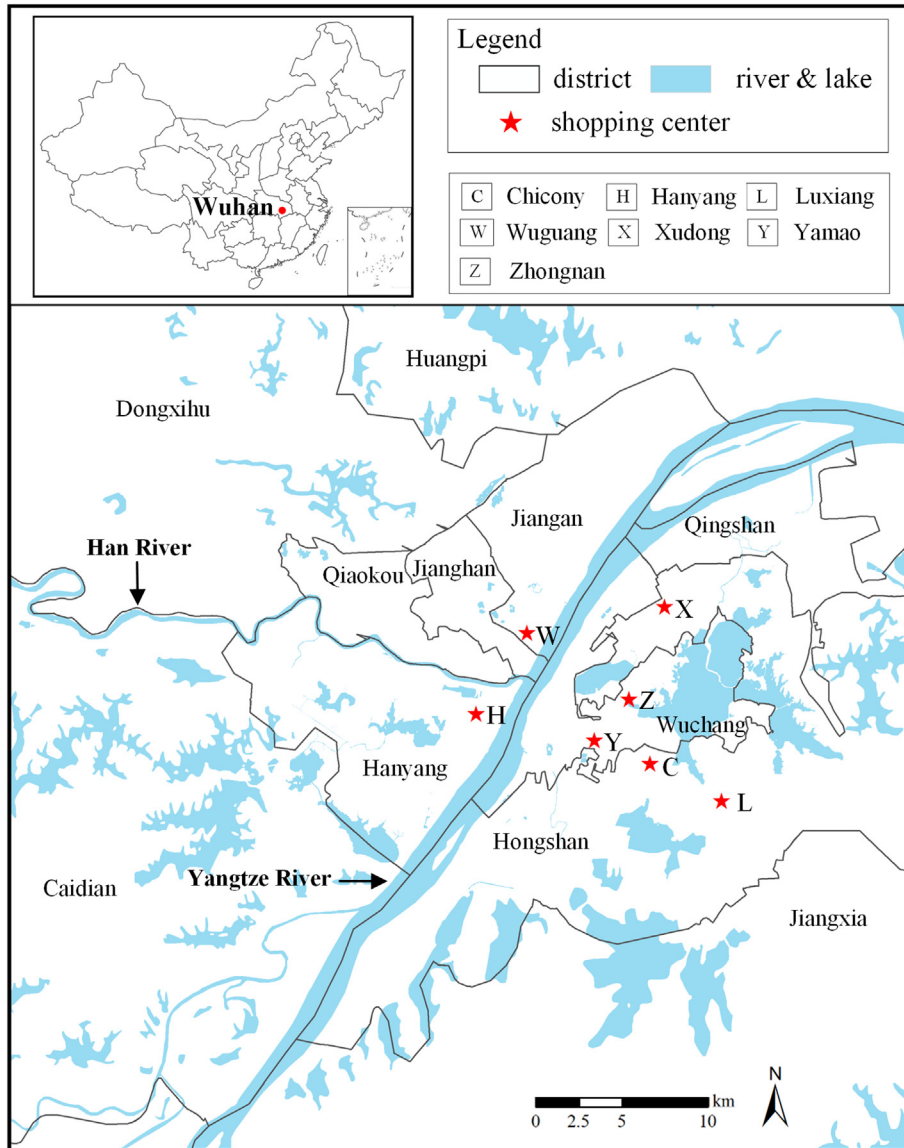 Wuhan
Legend
district
river & lake
shopping center
C Chicony H Hanyang L Luxiang
W Wuguang X Xudong Y Yamao
Z Zhongnan
Huangpi
Dongxihu
Jiangan
Qingshan
Han River
Qiaokou
Jianghan
X
W
Z
H
Wuchang
Y
Hanyang
C
L
Hongshan
Yangtze River
Caidian
Jiangxia
N
km
0 2.5 5 10